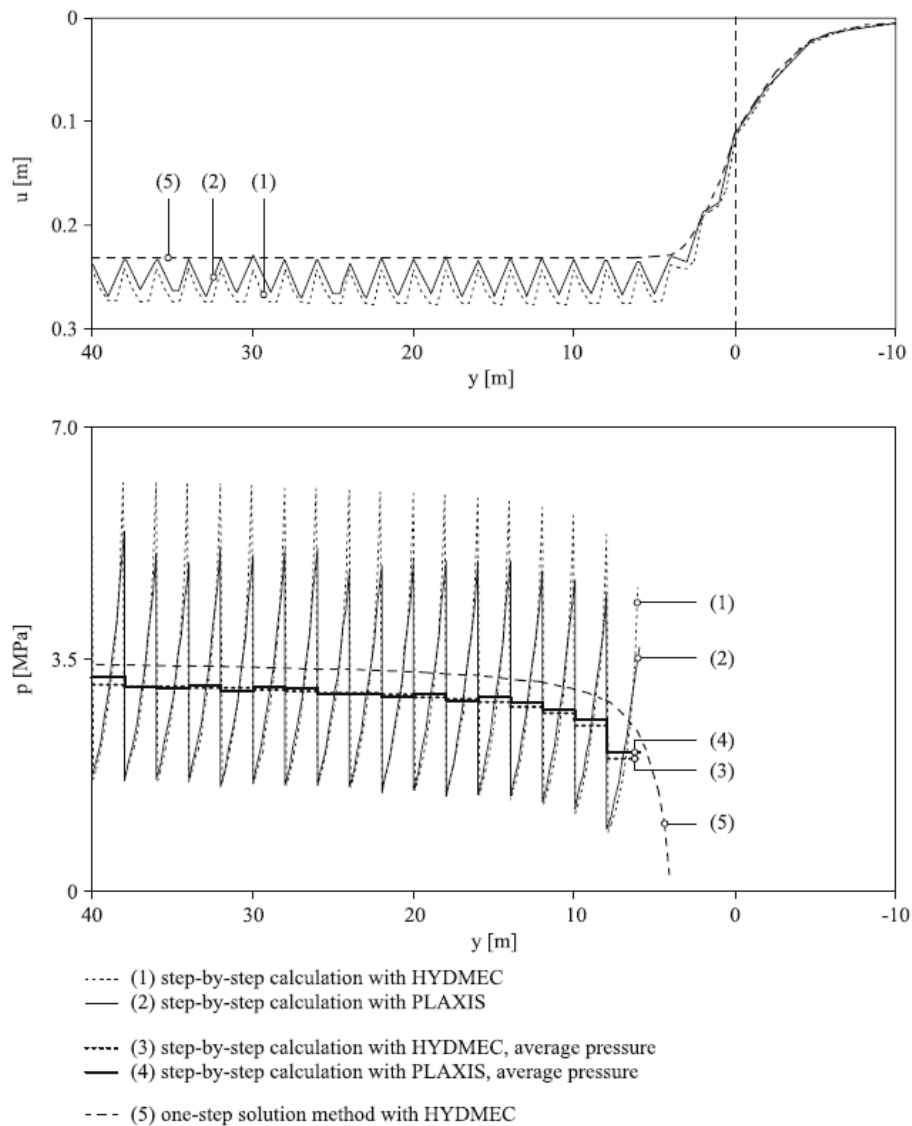 0
0.1
u [m]
(5) (2) (1)
0.2
0.3
40 30 20 10 0 -10
y [m]
7.0
(1)
p [MPa]
3.5
(2)
(4)
(3)
(5)
0
40 30 20 10 0 -10
y [m]
(1) step-by-step calculation with HYDMEC
(2) step-by-step calculation with PLAXIS
(3) step-by-step calculation with HYDMEC, average pressure
(4) step-by-step calculation with PLAXIS, average pressure
(5) one-step solution method with HYDMEC